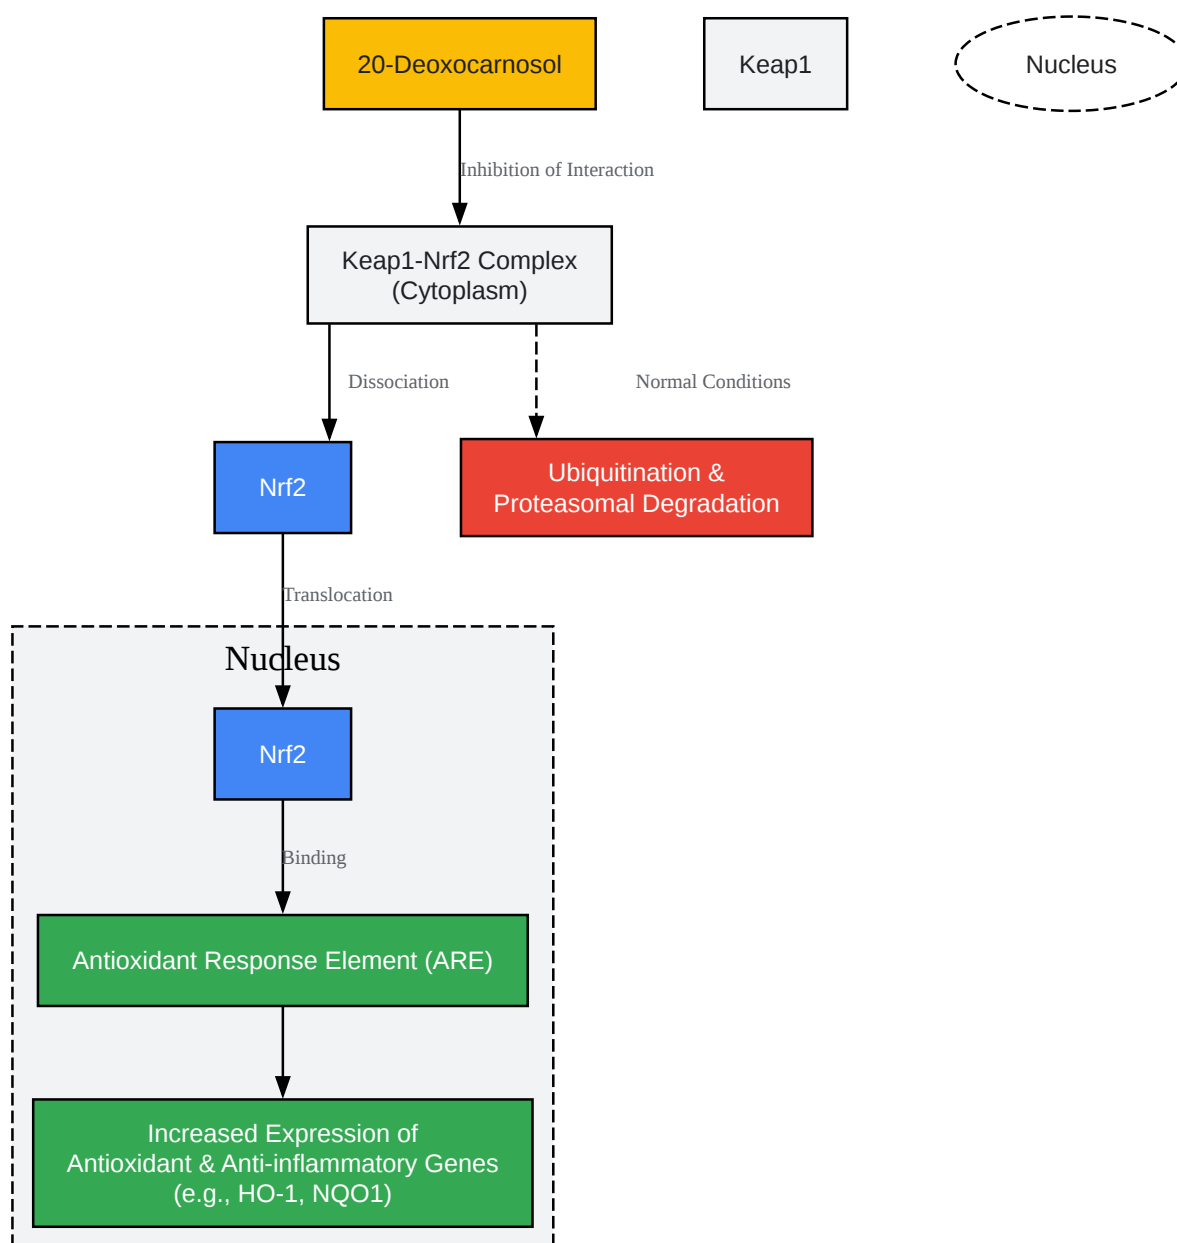 20-Deoxocarnosol
Keap1
Nucleus
Inhibition of Interaction
Keap1-Nrf2 Complex
(Cytoplasm)
Dissociation
Normal Conditions
Nrf2
Ubiquitination &
Proteasomal Degradation
Translocation
Nucleus
Nrf2
Binding
Antioxidant Response Element (ARE)
Increased Expression of
Antioxidant & Anti-inflammatory Genes
(e.g., HO-1, NQO1)